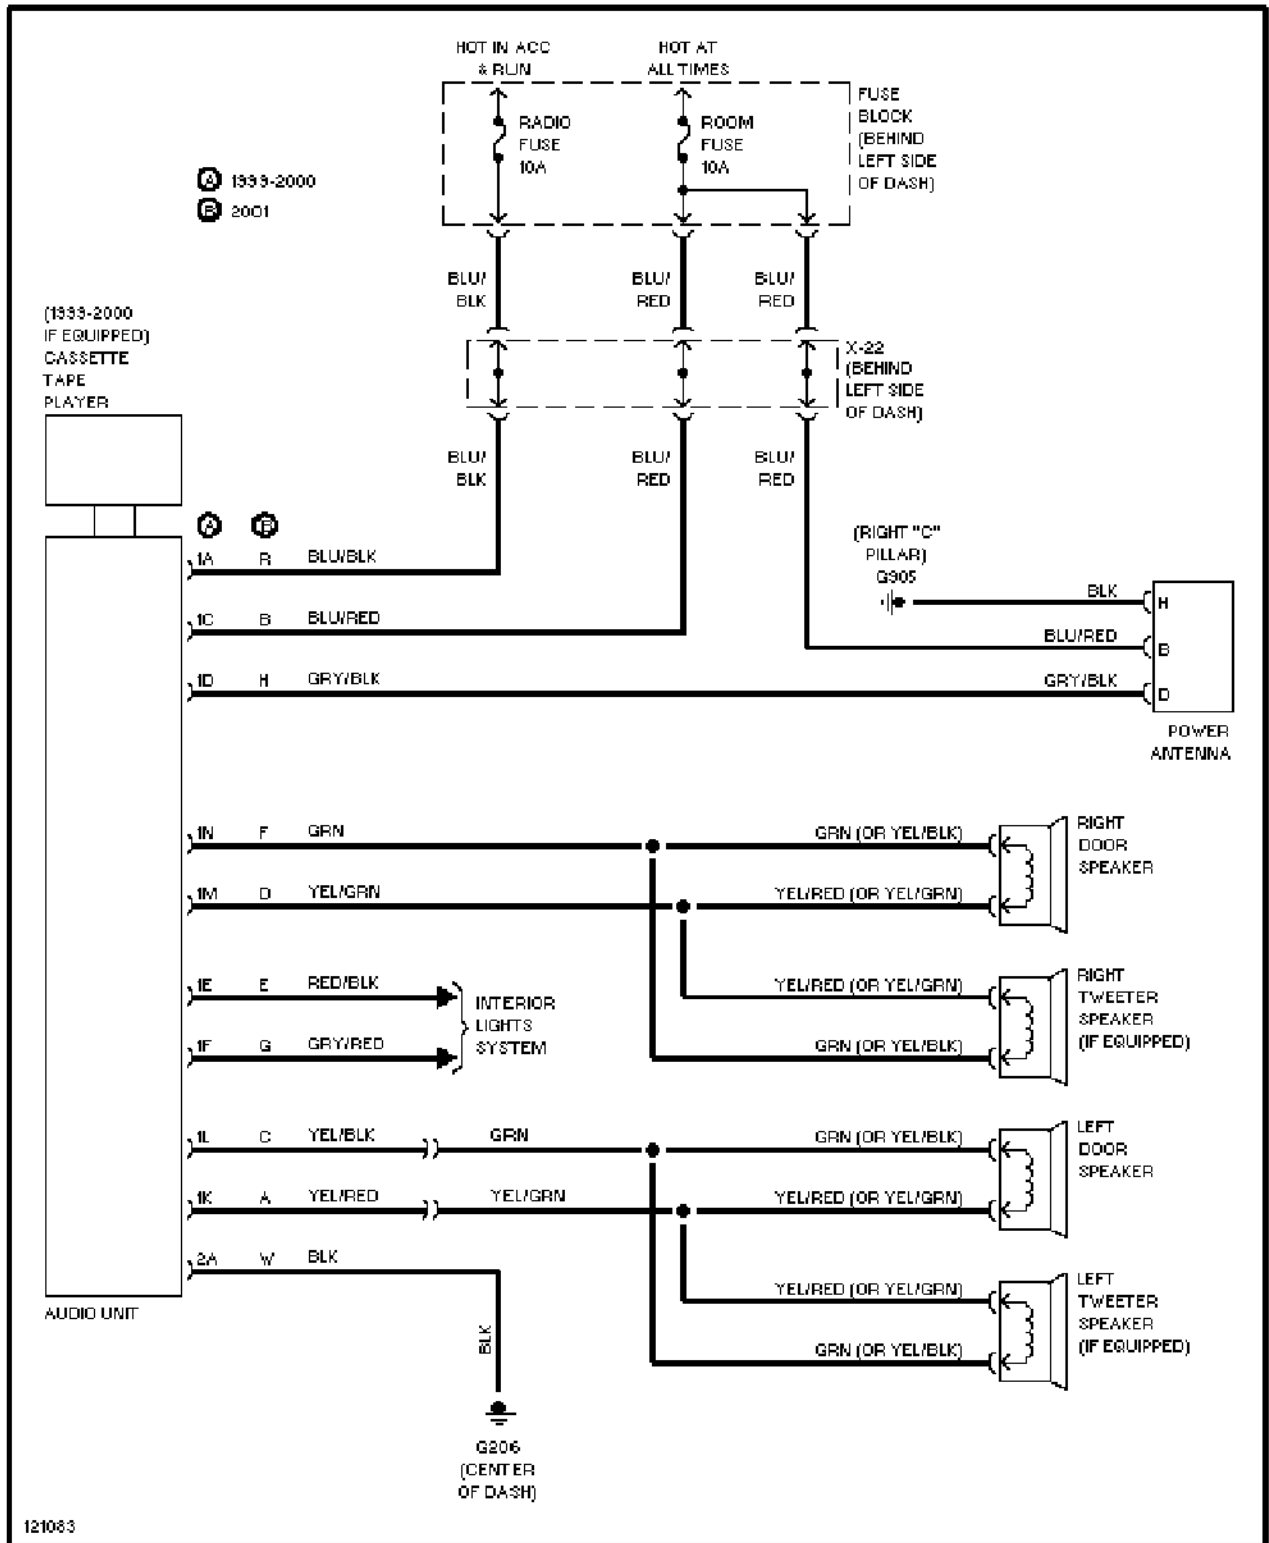 HOT IN ACC
& RUN
HOT AT
ALL TIMES
RADIO
FUSE
10A
ROOM
FUSE
10A
FUSE
BLOCK
(BEHIND
LEFT SIDE
OF DASH)
A 1999-2000
B 2001
BLU/
BLK
BLU/
RED
BLU/
RED
(1999-2000
IF EQUIPPED)
CASSETTE
TAPE
PLAYER
X-22
(BEHIND
LEFT SIDE
OF DASH)
BLU/
BLK
BLU/
RED
BLU/
RED
A B
(RIGHT "C"
PILLAR)
G905
1A R BLU/BLK
BLK H
1C B BLU/RED
BLU/RED B
1D H GRY/BLK GRY/BLK D
POWER
ANTENNA
1N F GRN GRN (OR YEL/BLK)
RIGHT
DOOR
SPEAKER
1M D YEL/GRN YEL/RED (OR YEL/GRN)
1E E RED/BLK YEL/RED (OR YEL/GRN)
RIGHT
TWEETER
SPEAKER
(IF EQUIPPED)
INTERIOR
LIGHTS
SYSTEM
1F G GRY/RED GRN (OR YEL/BLK)
1L C YEL/BLK GRN GRN (OR YEL/BLK)
LEFT
DOOR
SPEAKER
1K A YEL/RED YEL/GRN YEL/RED (OR YEL/GRN)
2A W BLK
YEL/RED (OR YEL/GRN)
LEFT
TWEETER
SPEAKER
(IF EQUIPPED)
AUDIO UNIT
BLK
GRN (OR YEL/BLK)
G206
(CENTER
OF DASH)
121083